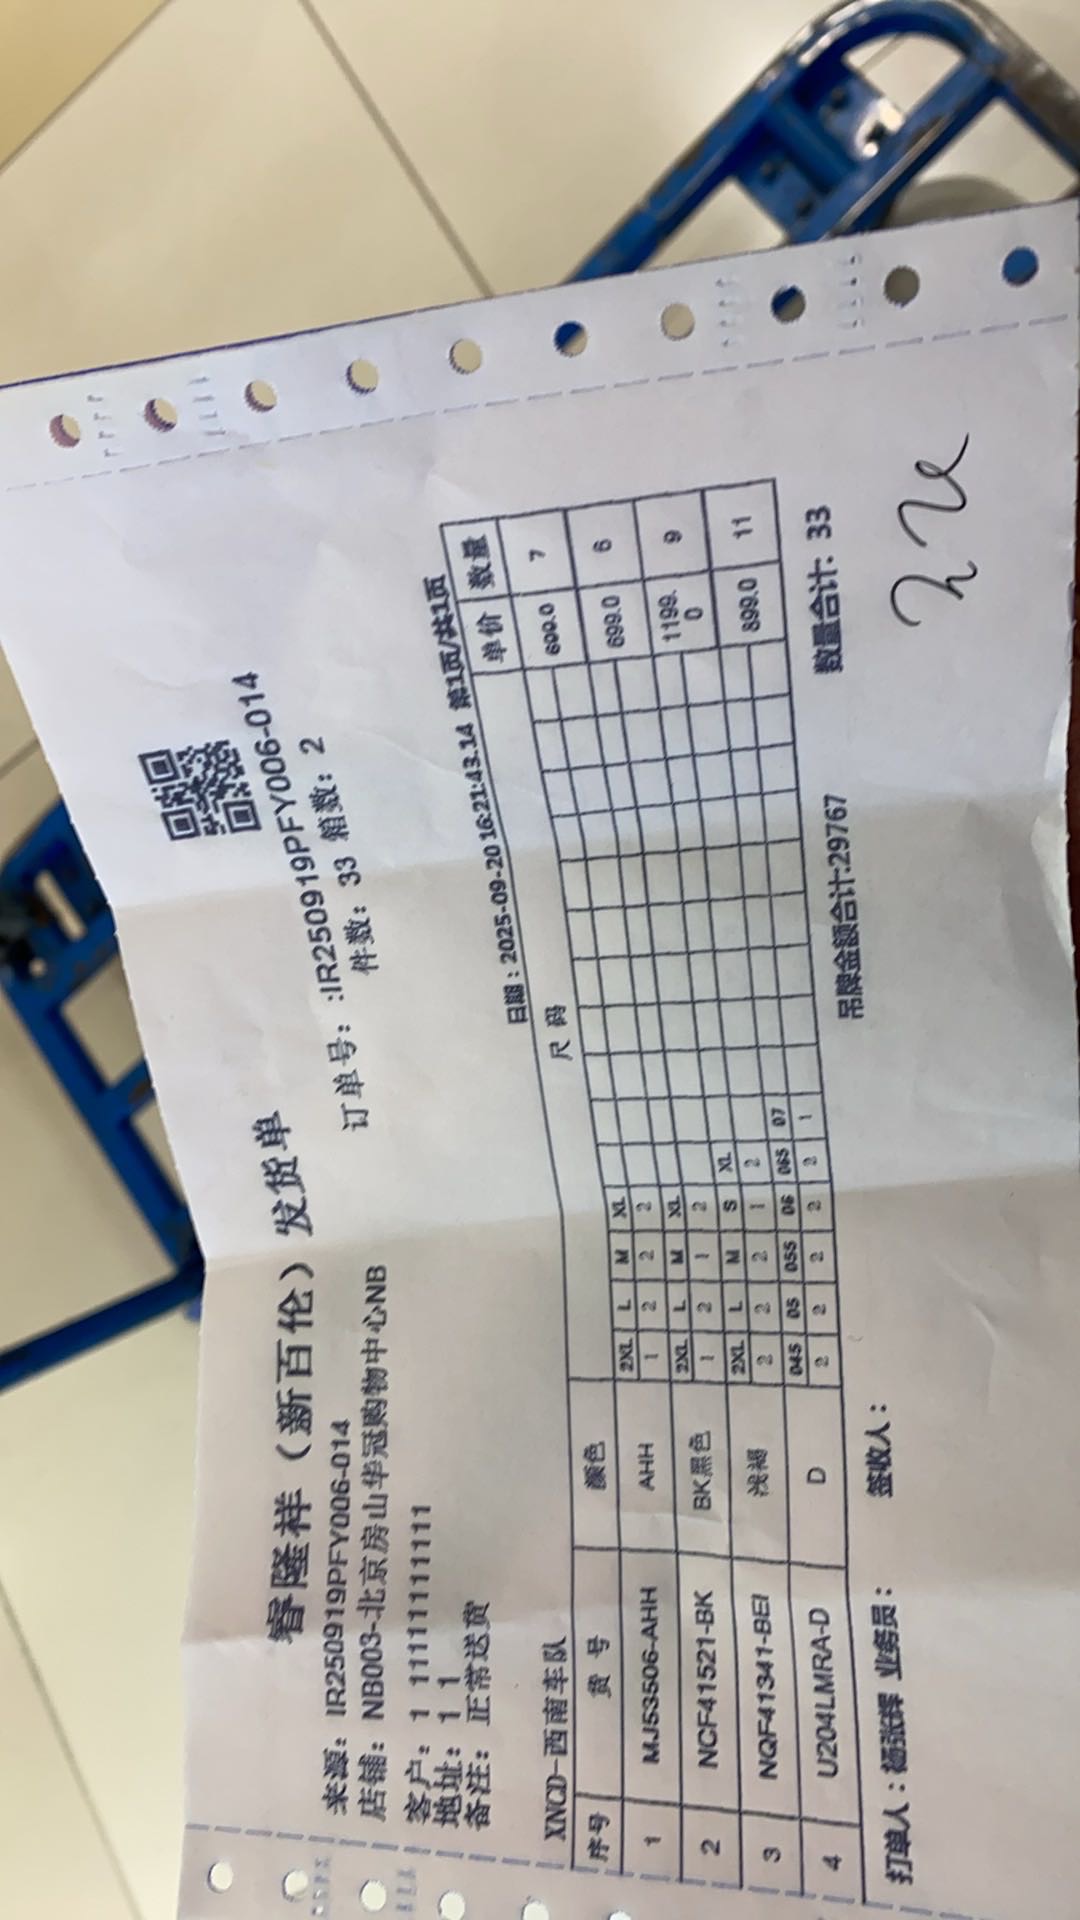 睿隆祥（新百伦）发货单
来源： IR250919PFY006-014
订单号： :IR250919PFY006-014
店铺： NB003-北京房山华冠购物中心NB
件数：33 箱数：2
客户：1 11111111111
地址：1 1
备注：正常送货
XNCD-西南车队
日期：2025-09-20 16:21:43.14 第1页/共1页
序号 货 号 颜色 尺 码 单价 数量
2XL L M XL
1 MJ53506-AHH AHH 1 2 2 2 699.0 7
2XL L M XL
2 NCF41521-BK BK黑色 1 2 1 2 699.0 6
2XL L M S XL
3 NQF41341-BEI 浅褐 2 2 2 1 2 1199.0 9
045 05 055 06 065 07
4 U204LMRA-D D 2 2 2 2 2 1 899.0 11
吊牌金额合计:29767 数量合计: 33
打单人：杨张辉 业务员： 签收人：